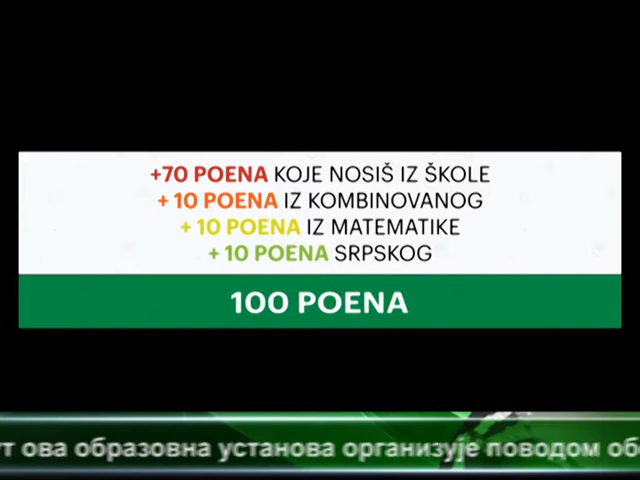 +70 POENA KOJE NOSIŠ IZ ŠKOLE
+ 10 POENA IZ KOMBINOVANOG
+ 10 POENA IZ MATEMATIKE
+ 10 POENA SRPSKOG
100 POENA
ова образовна установа организује поводом